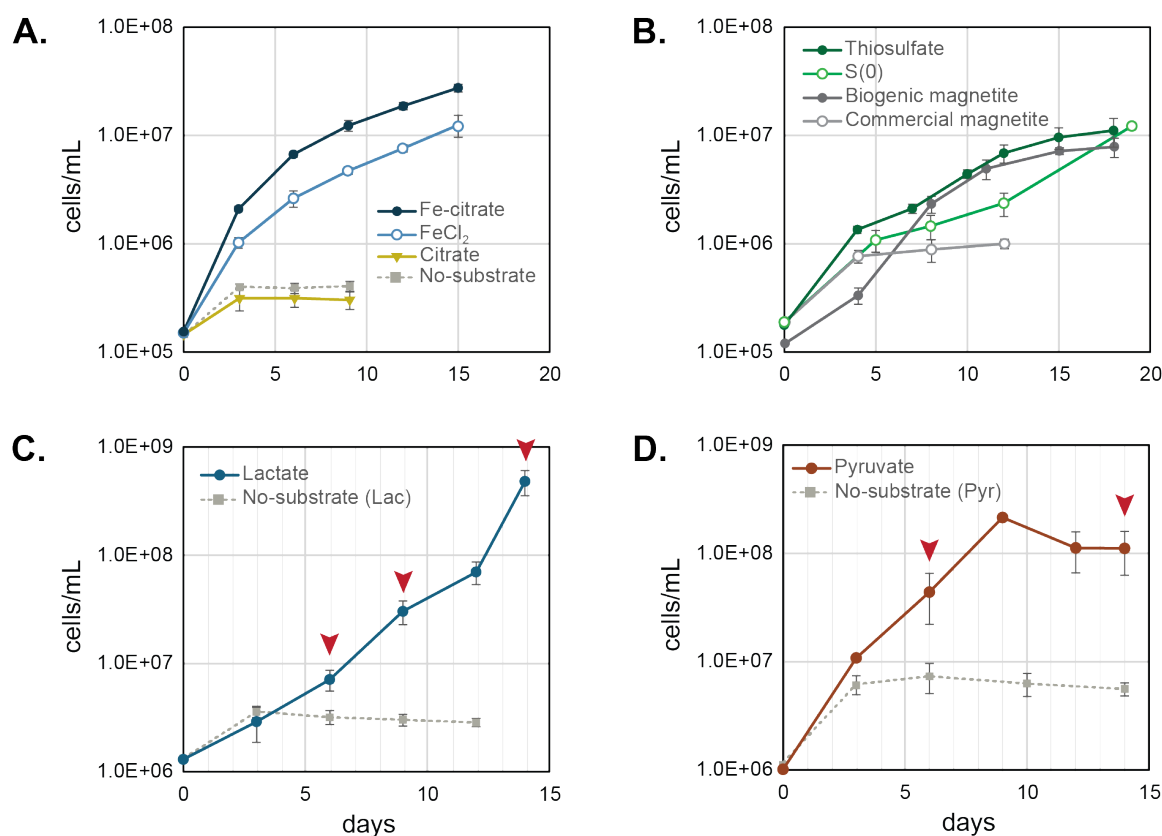 A.
1.0E+08
1.0E+07
1.0E+06
1.0E+05
cells/mL
Fe-citrate
FeCl2
Citrate
No-substrate
0 5 10 15 20
B.
1.0E+08
1.0E+07
1.0E+06
1.0E+05
cells/mL
Thiosulfate
S(0)
Biogenic magnetite
Commercial magnetite
0 5 10 15 20
C.
1.0E+09
1.0E+08
1.0E+07
1.0E+06
cells/mL
Lactate
No-substrate (Lac)
0 5 10 15
days
D.
1.0E+09
1.0E+08
1.0E+07
1.0E+06
cells/mL
Pyruvate
No-substrate (Pyr)
0 5 10 15
days